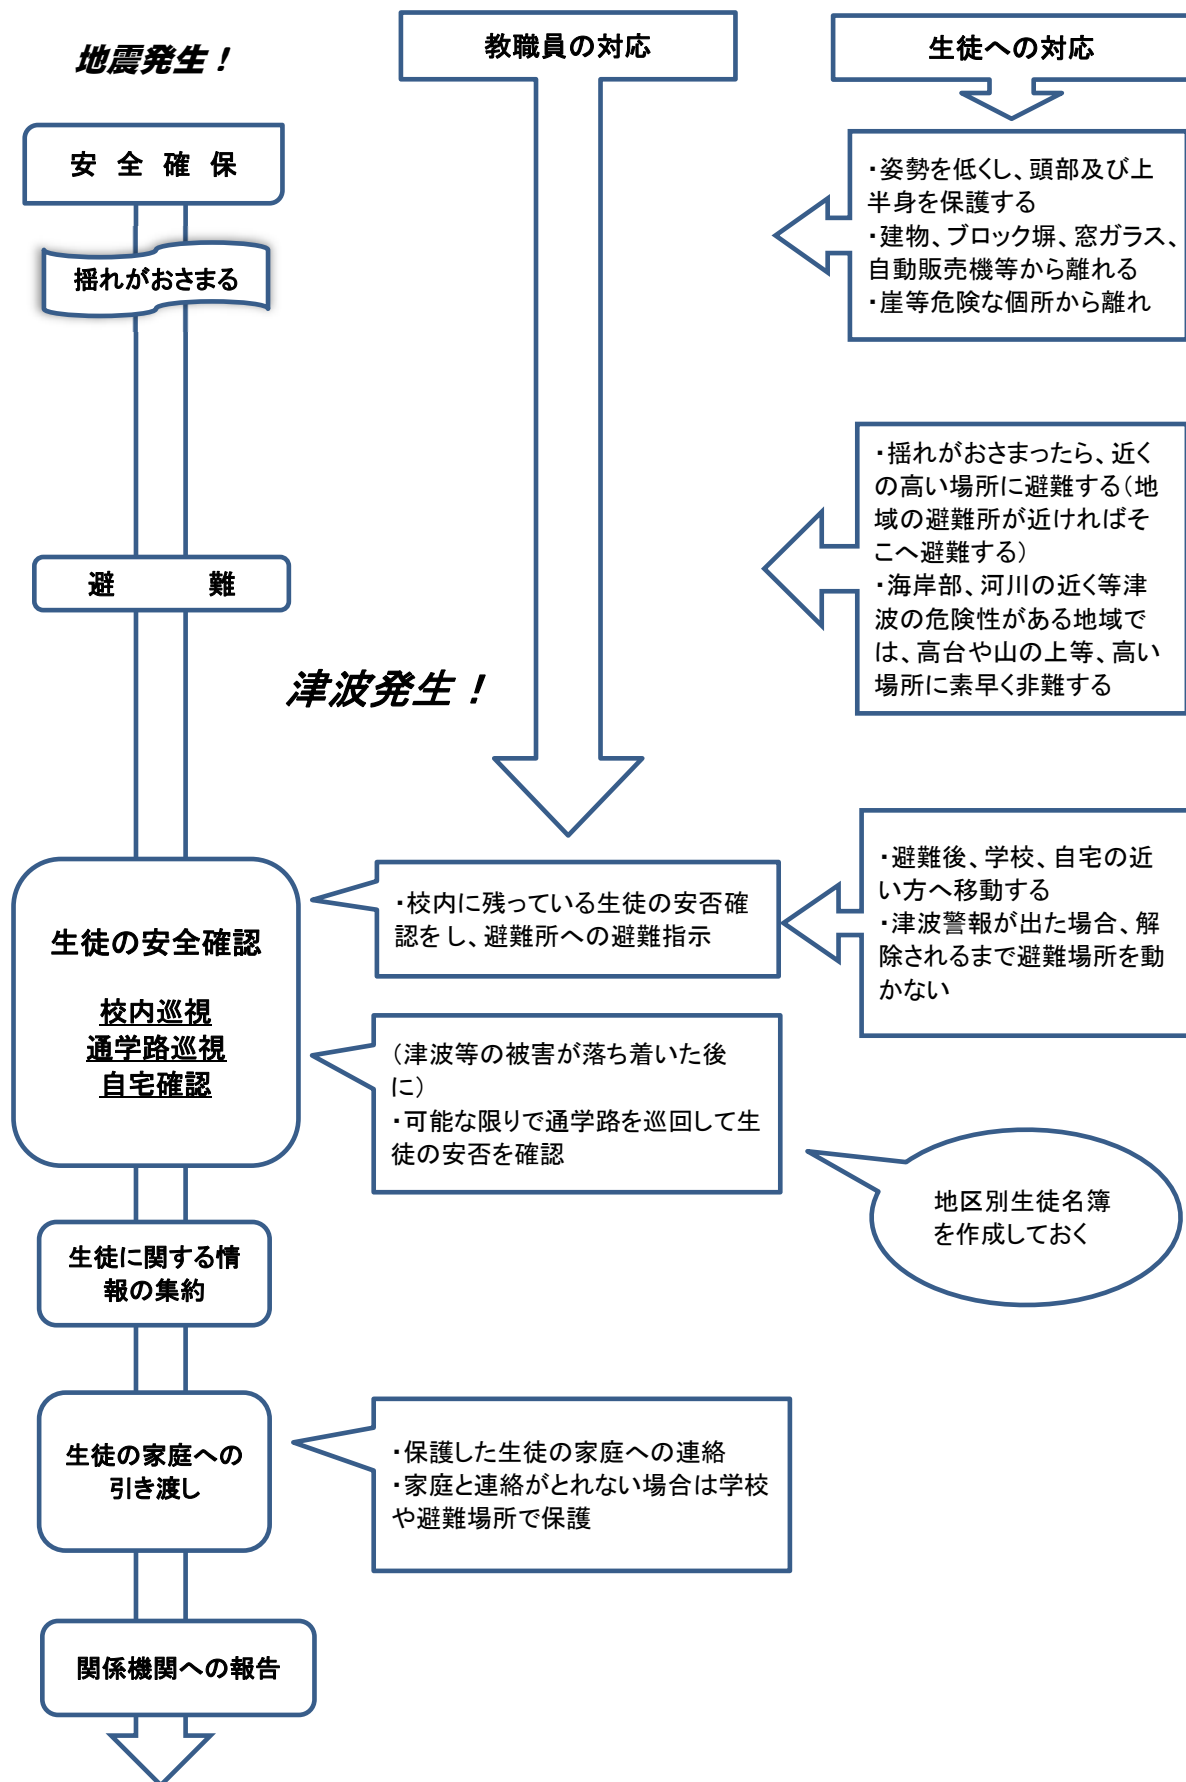 地震発生！
教職員の対応
生徒への対応
安 全 確 保
揺れがおさまる
・姿勢を低くし、頭部及び上
半身を保護する
・建物、ブロック塀、窓ガラス、
自動販売機等から離れる
・崖等危険な個所から離れ
・揺れがおさまったら、近く
の高い場所に避難する（地
域の避難所が近ければそ
こへ避難する）
・海岸部、河川の近く等津
波の危険性がある地域で
は、高台や山の上等、高い
場所に素早く非難する
避　　　難
津波発生！
生徒の安全確認
校内巡視
通学路巡視
自宅確認
・校内に残っている生徒の安否確
認をし、避難所への避難指示
・避難後、学校、自宅の近
い方へ移動する
・津波警報が出た場合、解
除されるまで避難場所を動
かない
（津波等の被害が落ち着いた後
に）
・可能な限りで通学路を巡回して生
徒の安否を確認
地区別生徒名簿
を作成しておく
生徒に関する情
報の集約
生徒の家庭への
引き渡し
・保護した生徒の家庭への連絡
・家庭と連絡がとれない場合は学校
や避難場所で保護
関係機関への報告